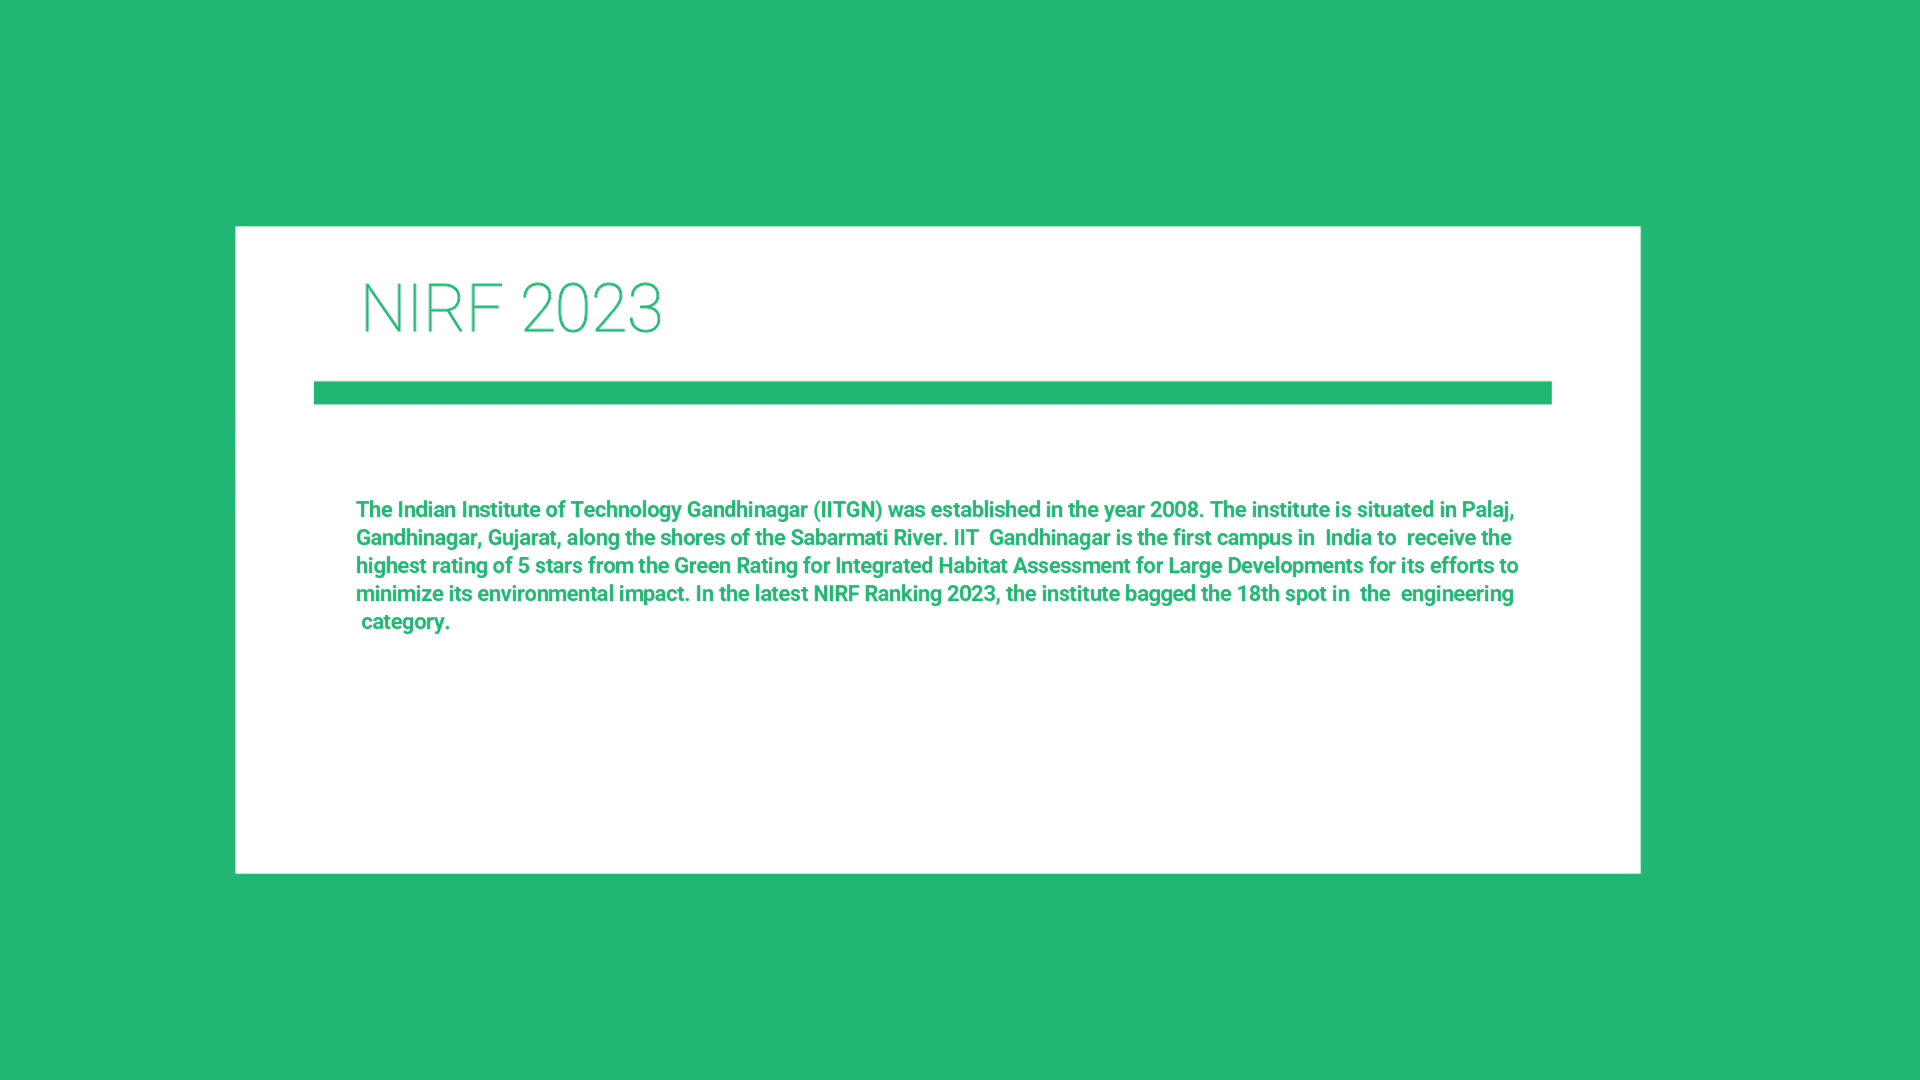 NIRF 2023
The Indian Institute of Technology Gandhinagar (IITGN) was established in the year 2008. The institute is situated in Palaj,
Gandhinagar, Gujarat, along the shores of the Sabarmati River. IIT  Gandhinagar is the first campus in  India to  receive the
highest rating of 5 stars from the Green Rating for Integrated Habitat Assessment for Large Developments for its efforts to
minimize its environmental impact. In the latest NIRF Ranking 2023, the institute bagged the 18th spot in  the  engineering
category.